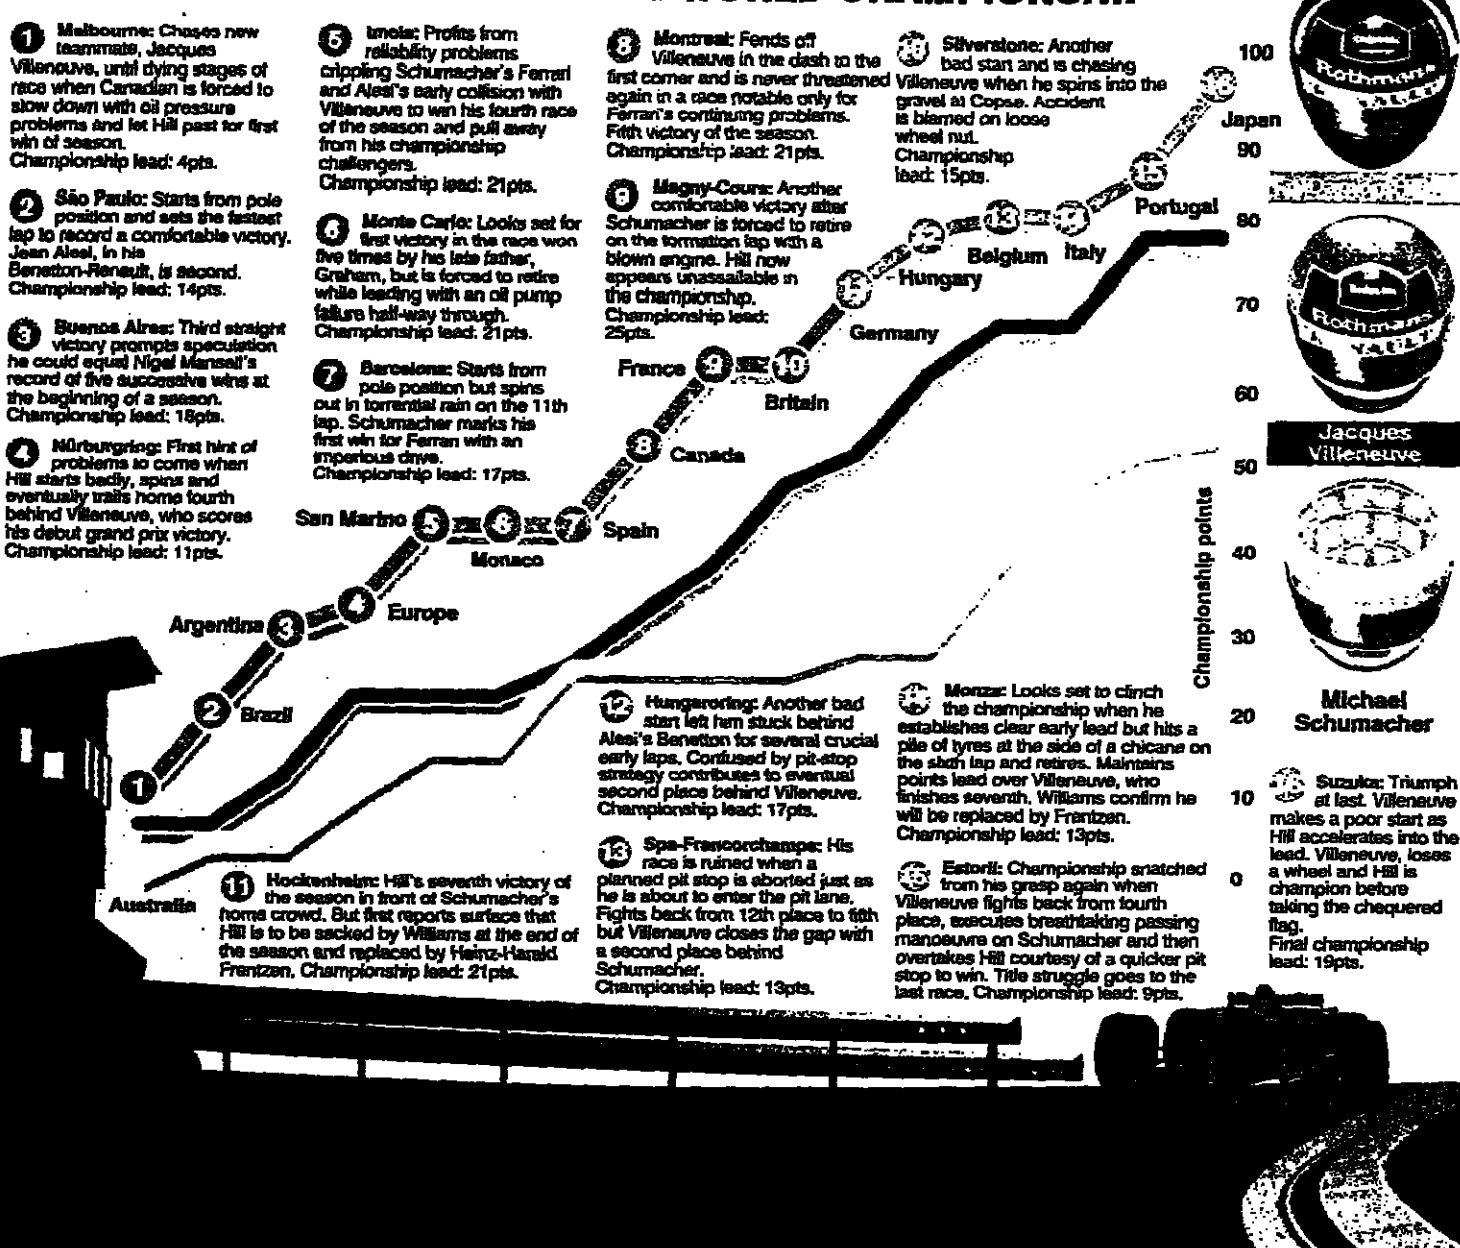 1 Melbourne: Chases new
teammate, Jacques
Villeneuve, until dying stages of
race when Canadian is forced to
slow down with oil pressure
problems and let Hill past for first
win of season.
Championship lead: 4pts.
2 São Paulo: Starts from pole
position and sets the fastest
lap to record a comfortable victory.
Jean Alesi, in his
Benetton-Renault, is second.
Championship lead: 14pts.
3 Buenos Aires: Third straight
victory prompts speculation
he could equal Nigel Mansell's
record of five successive wins at
the beginning of a season.
Championship lead: 18pts.
4 Nürburgring: First hint of
problems to come when
Hill starts badly, spins and
eventually trails home fourth
behind Villeneuve, who scores
his debut grand prix victory.
Championship lead: 11pts.
5 Imola: Profits from
reliability problems
crippling Schumacher's Ferrari
and Alesi's early collision with
Villeneuve to win his fourth race
of the season and pull away
from his championship
challengers.
Championship lead: 21pts.
6 Monte Carlo: Looks set for
first victory in the race won
five times by his late father,
Graham, but is forced to retire
while leading with an oil pump
failure half-way through.
Championship lead: 21pts.
7 Barcelona: Starts from
pole position but spins
out in torrential rain on the 11th
lap. Schumacher marks his
first win for Ferrari with an
imperious drive.
Championship lead: 17pts.
8 Montreal: Fends off
Villeneuve in the dash to the
first corner and is never threatened
again in a race notable only for
Ferrari's continuing problems.
Fifth victory of the season.
Championship lead: 21pts.
9 Magny-Cours: Another
comfortable victory after
Schumacher is forced to retire
on the formation lap with a
blown engine. Hill now
appears unassailable in
the championship.
Championship lead:
25pts.
10 Silverstone: Another
bad start and is chasing
Villeneuve when he spins into the
gravel at Copse. Accident
is blamed on loose
wheel nut.
Championship
lead: 15pts.
11 Hockenheim: Hill's seventh victory of
the season in front of Schumacher's
home crowd. But first reports surface that
Hill is to be sacked by Williams at the end of
the season and replaced by Heinz-Harald
Frentzen. Championship lead: 21pts.
12 Hungaroring: Another bad
start left him stuck behind
Alesi's Benetton for several crucial
early laps. Confused by pit-stop
strategy contributes to eventual
second place behind Villeneuve.
Championship lead: 17pts.
13 Spa-Francorchamps: His
race is ruined when a
planned pit stop is aborted just as
he is about to enter the pit lane.
Fights back from 12th place to fifth
but Villeneuve closes the gap with
a second place behind
Schumacher.
Championship lead: 13pts.
Monza: Looks set to clinch
the championship when he
establishes clear early lead but hits a
pile of tyres at the side of a chicane on
the sixth lap and retires. Maintains
points lead over Villeneuve, who
finishes seventh. Williams confirm he
will be replaced by Frentzen.
Championship lead: 13pts.
15 Estoril: Championship snatched
from his grasp again when
Villeneuve fights back from fourth
place, executes breathtaking passing
manoeuvre on Schumacher and then
overtakes Hill courtesy of a quicker pit
stop to win. Title struggle goes to the
last race. Championship lead: 9pts.
Suzuka: Triumph
at last. Villeneuve
makes a poor start as
Hill accelerates into the
lead. Villeneuve, loses
a wheel and Hill is
champion before
taking the chequered
flag.
Final championship
lead: 19pts.
1
Australia
2 Brazil
Argentina 3
4 Europe
San Marino 5
6
Monaco
7 Spain
8 Canada
France 9
10
Britain
Germany
Hungary
13
Belgium
Italy
15
Portugal
Japan
Championship points
100
90
80
70
60
50
40
30
20
10
0
Rothmans
Rothmans
Jacques
Villeneuve
Michael
Schumacher